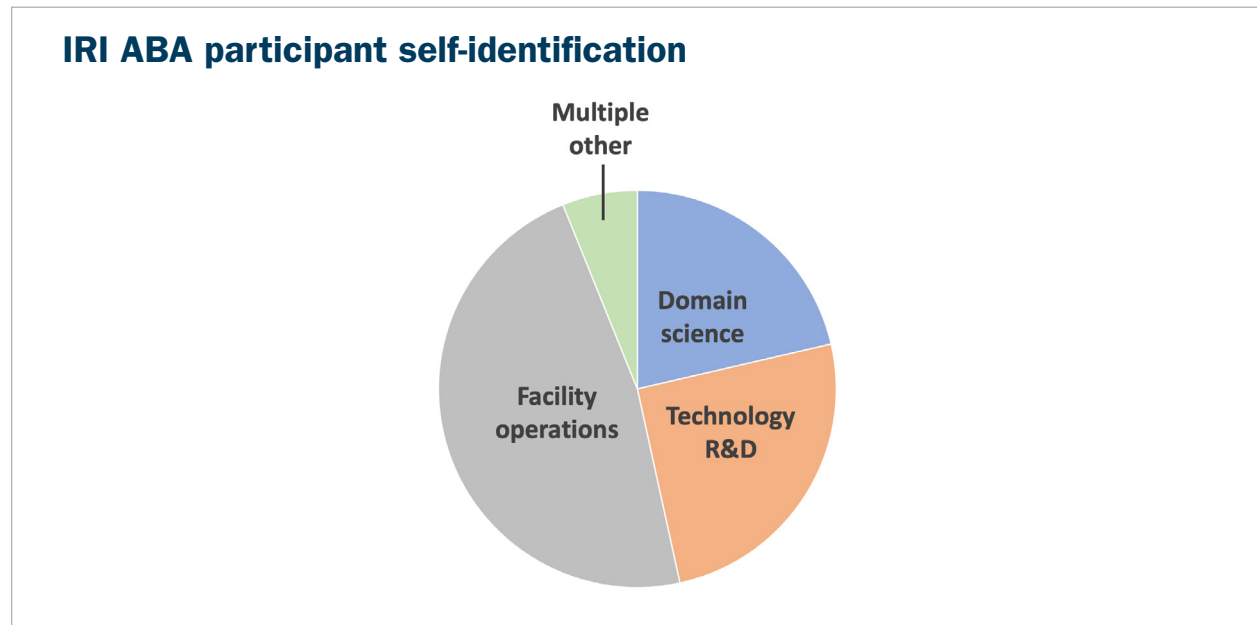 IRI ABA participant self-identification
Multiple
other
Domain
science
Facility
operations
Technology
R&D